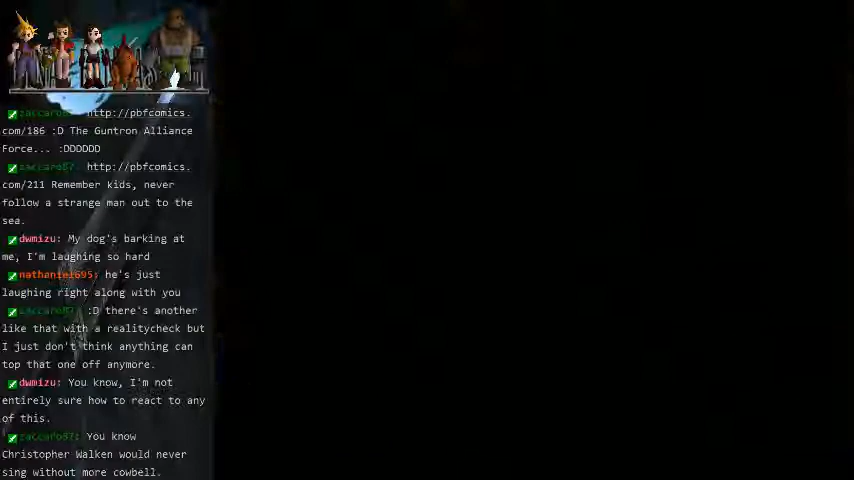 zaccaro87: http://pbfcomics.
com/186 :D The Guntron Alliance
Force... :DDDDDD
zaccaro87: http://pbfcomics.
com/211 Remember kids, never
follow a strange man out to the
sea.
dwmizu: My dog's barking at
me, I'm laughing so hard
nathaniel695: he's just
laughing right along with you
zaccaro87: :D there's another
like that with a realitycheck but
I just don't think anything can
top that one off anymore.
dwmizu: You know, I'm not
entirely sure how to react to any
of this.
zaccaro87: You know
Christopher Walken would never
sing without more cowbell.